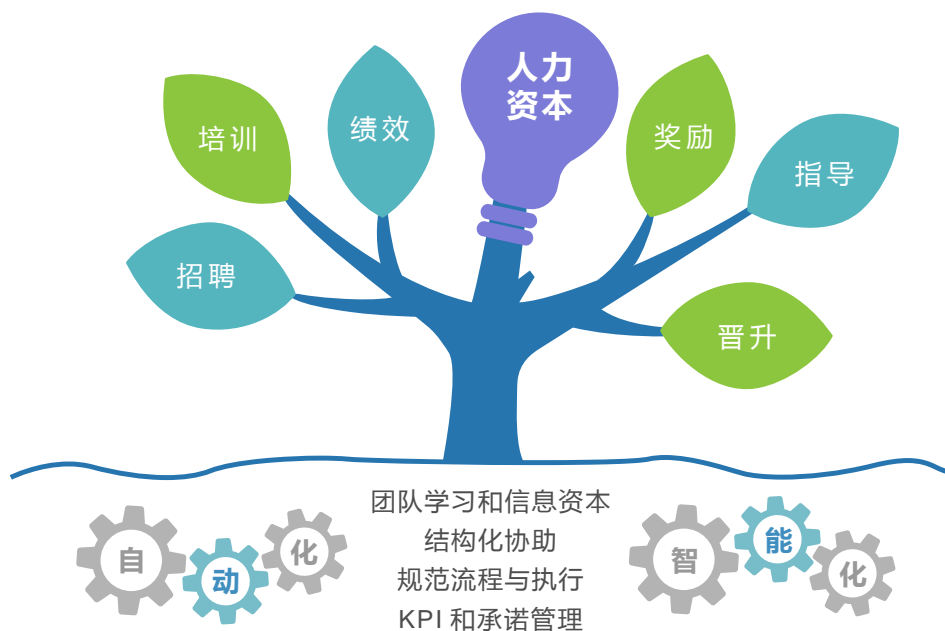 人力
资本
培训
绩效
奖励
指导
招聘
晋升
团队学习和信息资本
结构化协助
规范流程与执行
KPI 和承诺管理
自
动
化
智
能
化